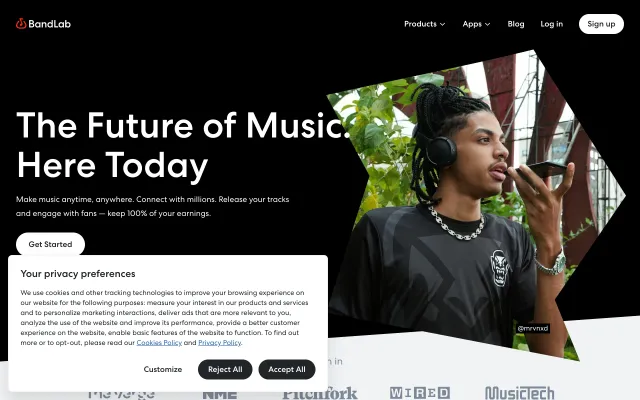 BandLab
Products
Apps
Blog
Log in
Sign up
The Future of Music.
Here Today
Make music anytime, anywhere. Connect with millions. Release your tracks
and engage with fans — keep 100% of your earnings.
Get Started
@mrvnxd
Your privacy preferences
We use cookies and other tracking technologies to improve your browsing experience on
our website for the following purposes: measure your interest in our products and services
and to personalize marketing interactions, deliver ads that are more relevant to you,
analyze the use of the website and improve its performance, provide a better customer
experience on the website, enable basic features of the website to function. To find out
more or to opt-out, please read our Cookies Policy and Privacy Policy.
Customize
Reject All
Accept All
in
NME
Pitchfork
WIRED
MusicTech